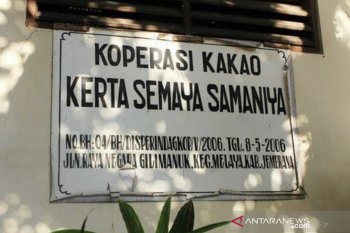 KOPERASI KAKAO
KERTA SEMAYA SAMANIYA
NO.BH:04/BH/DISPERINDAGKOP/V/2006. TGL. 8-5-2006
JLN.RAYA NEGARA GILIMANUK, KEC.MELAYA, KAB.JEMBRANA
ANTARANEWS.COM